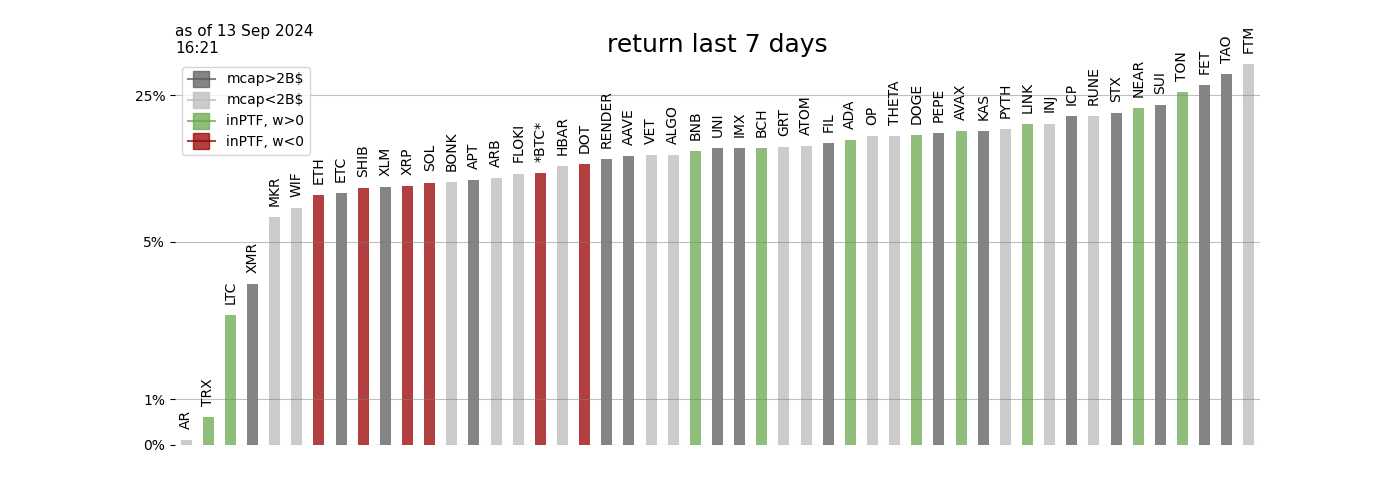 as of 13 Sep 2024
16:21
return last 7 days
mcap>2B$
mcap<2B$
inPTF, w>0
inPTF, w<0
25%
5%
1%
0%
AR
TRX
LTC
XMR
MKR
WIF
ETH
ETC
SHIB
XLM
XRP
SOL
BONK
APT
ARB
FLOKI
*BTC*
HBAR
DOT
RENDER
AAVE
VET
ALGO
BNB
UNI
IMX
BCH
GRT
ATOM
FIL
ADA
OP
THETA
DOGE
PEPE
AVAX
KAS
PYTH
LINK
INJ
ICP
RUNE
STX
NEAR
SUI
TON
FET
TAO
FTM